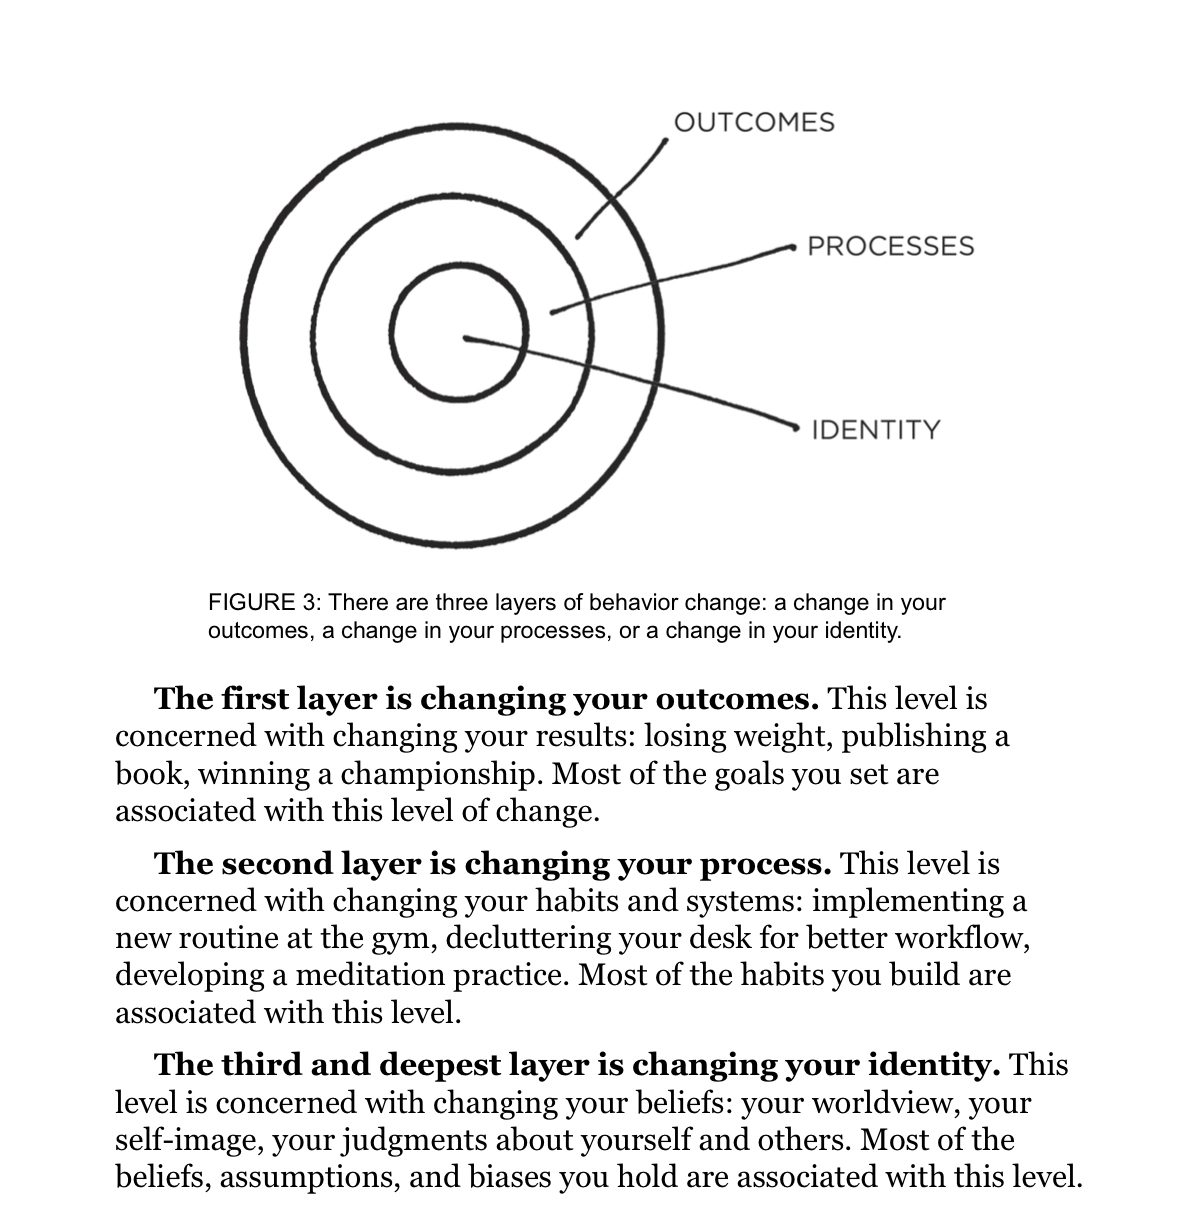 OUTCOMES
PROCESSES
IDENTITY
FIGURE 3: There are three layers of behavior change: a change in your
outcomes, a change in your processes, or a change in your identity.
The first layer is changing your outcomes. This level is
concerned with changing your results: losing weight, publishing a
book, winning a championship. Most of the goals you set are
associated with this level of change.
The second layer is changing your process. This level is
concerned with changing your habits and systems: implementing a
new routine at the gym, decluttering your desk for better workflow,
developing a meditation practice. Most of the habits you build are
associated with this level.
The third and deepest layer is changing your identity. This
level is concerned with changing your beliefs: your worldview, your
self-image, your judgments about yourself and others. Most of the
beliefs, assumptions, and biases you hold are associated with this level.